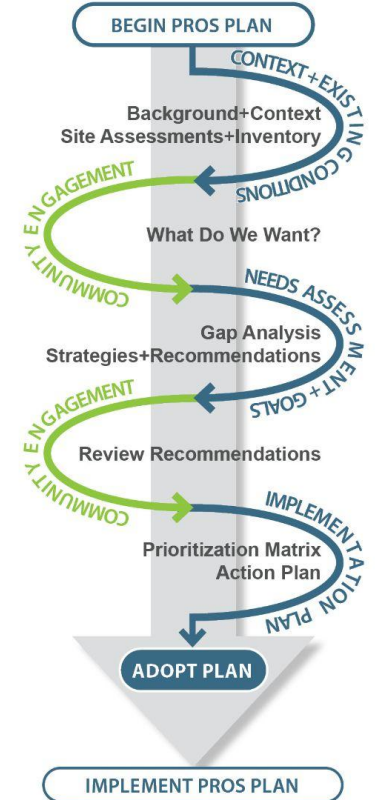 BEGIN PROS PLAN
CONTEXT+EXISTING CONDITIONS
Background+Context
Site Assessments+Inventory
COMMUNITY ENGAGEMENT
What Do We Want?
NEEDS ASSESSMENT+GOALS
Gap Analysis
Strategies+Recommendations
COMMUNITY ENGAGEMENT
Review Recommendations
IMPLEMENTATION PLAN
Prioritization Matrix
Action Plan
ADOPT PLAN
IMPLEMENT PROS PLAN